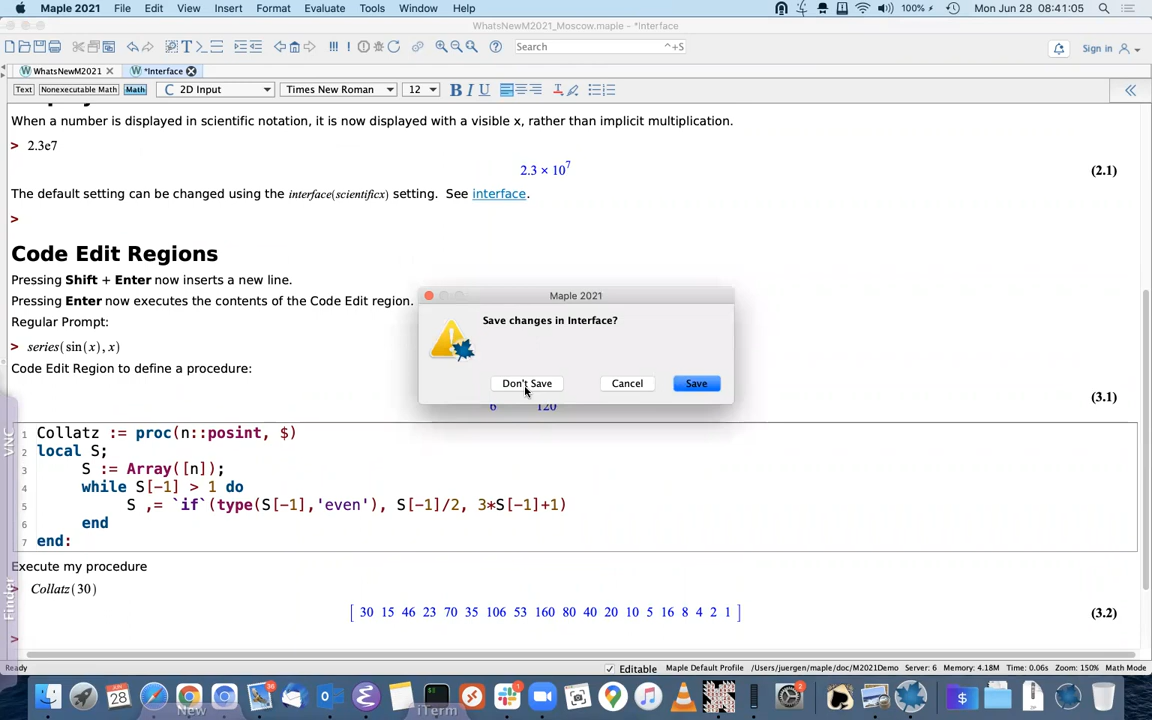 Maple 2021 File Edit View Insert Format Evaluate Tools Window Help 100% Mon Jun 28 08:41:05
WhatsNewM2021_Moscow.maple - *Interface
Search ^+S Sign in
WhatsNewM2021 *Interface
Text Nonexecutable Math Math C 2D Input Times New Roman 12 B I U
When a number is displayed in scientific notation, it is now displayed with a visible x, rather than implicit multiplication.
> 2.3e7
2.3 × 10^7 (2.1)
The default setting can be changed using the interface(scientificx) setting. See interface.
>
Code Edit Regions
Pressing Shift + Enter now inserts a new line.
Pressing Enter now executes the contents of the Code Edit region.
Regular Prompt:
> series(sin(x), x)
Code Edit Region to define a procedure:
6 120 (3.1)
Maple 2021
Save changes in Interface?
Don't Save Cancel Save
1 Collatz := proc(n::posint, $)
2 local S;
3 S := Array([n]);
4 while S[-1] > 1 do
5 S ,= `if`(type(S[-1],'even'), S[-1]/2, 3*S[-1]+1)
6 end
7 end:
Execute my procedure
> Collatz(30)
[ 30 15 46 23 70 35 106 53 160 80 40 20 10 5 16 8 4 2 1 ] (3.2)
>
VNC
Finder
Ready Editable Maple Default Profile /Users/juergen/maple/doc/M2021Demo Server: 6 Memory: 4.18M Time: 0.06s Zoom: 150% Math Mode
28
New iTerm